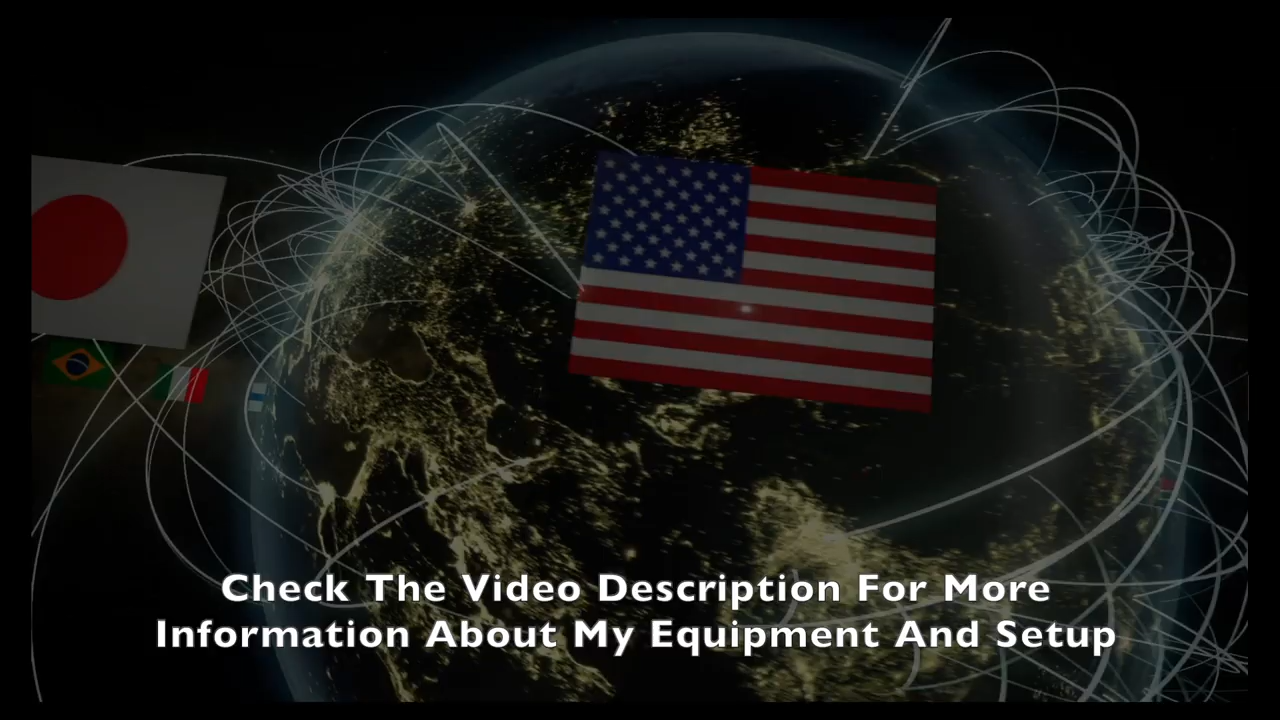 Check The Video Description For More
Information About My Equipment And Setup